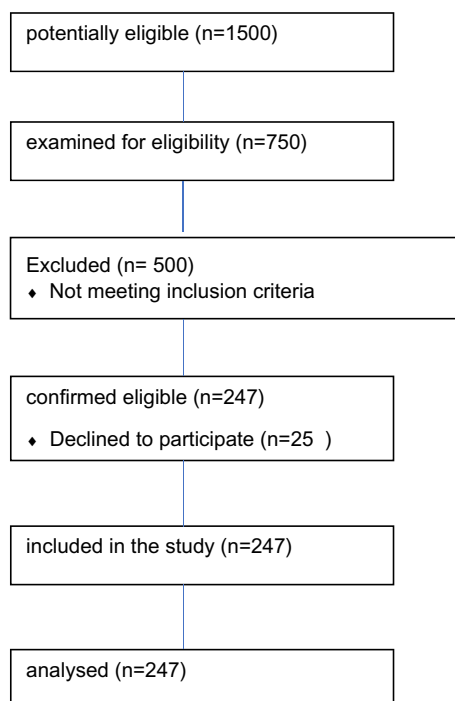 potentially eligible (n=1500)
examined for eligibility (n=750)
Excluded (n= 500)
♦ Not meeting inclusion criteria
confirmed eligible (n=247)
♦ Declined to participate (n=25  )
included in the study (n=247)
analysed (n=247)